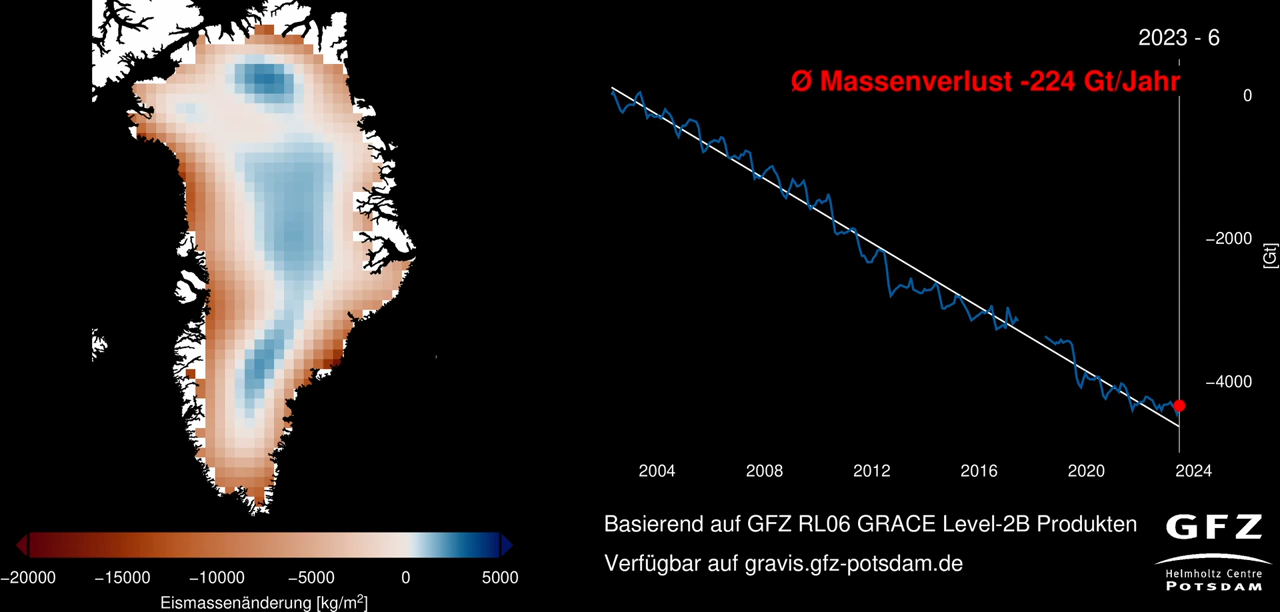 2023 - 6
Ø Massenverlust -224 Gt/Jahr
0
−2000
−4000
[Gt]
2004 2008 2012 2016 2020 2024
Basierend auf GFZ RL06 GRACE Level-2B Produkten
Verfügbar auf gravis.gfz-potsdam.de
GFZ
Helmholtz Centre
POTSDAM
−20000 −15000 −10000 −5000 0 5000
Eismassenänderung [kg/m²]